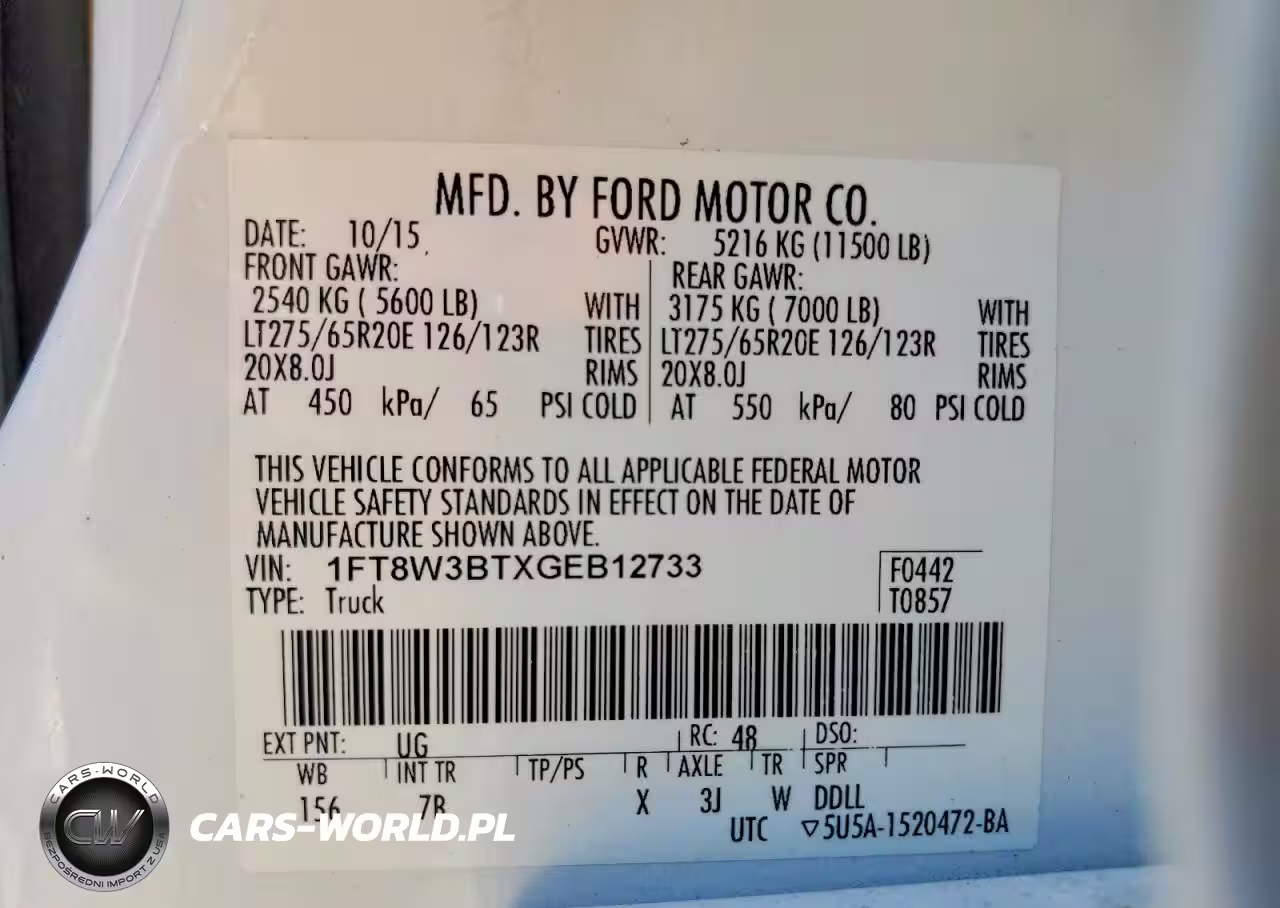 MFD. BY FORD MOTOR CO.
DATE: 10/15 GVWR: 5216 KG (11500 LB)
FRONT GAWR: REAR GAWR:
2540 KG ( 5600 LB) WITH 3175 KG ( 7000 LB) WITH
LT275/65R20E 126/123R TIRES LT275/65R20E 126/123R TIRES
20X8.0J RIMS 20X8.0J RIMS
AT 450 kPa/ 65 PSI COLD AT 550 kPa/ 80 PSI COLD
THIS VEHICLE CONFORMS TO ALL APPLICABLE FEDERAL MOTOR
VEHICLE SAFETY STANDARDS IN EFFECT ON THE DATE OF
MANUFACTURE SHOWN ABOVE.
VIN: 1FT8W3BTXGEB12733 F0442
TYPE: Truck T0857
EXT PNT: UG RC: 48 DSO:
WB INT TR TP/PS R AXLE TR SPR
156 7B X 3J W DDLL
UTC ▽5U5A-1520472-BA
CARS-WORLD
CW
BEZPOŚREDNI IMPORT Z USA
CARS-WORLD.PL